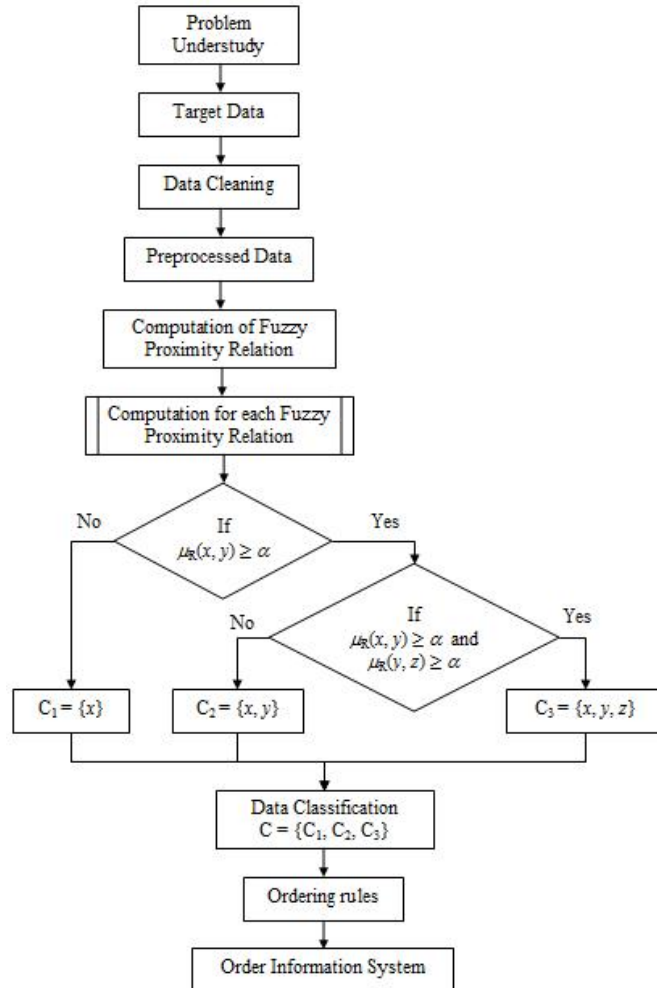 Problem
Understudy
Target Data
Data Cleaning
Preprocessed Data
Computation of Fuzzy
Proximity Relation
Computation for each Fuzzy
Proximity Relation
No
If
μR(x, y) ≥ α
Yes
No
If
μR(x, y) ≥ α and
μR(y, z) ≥ α
Yes
C₁ = {x}
C₂ = {x, y}
C₃ = {x, y, z}
Data Classification
C = {C₁, C₂, C₃}
Ordering rules
Order Information System